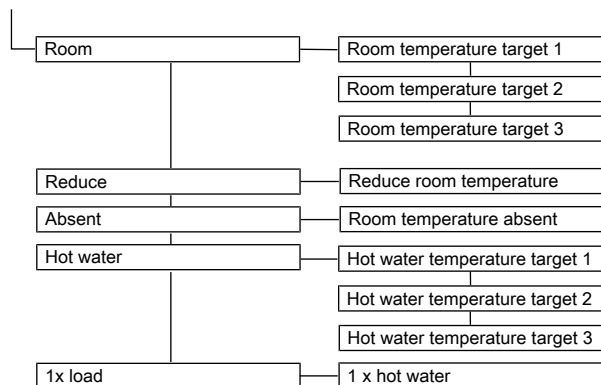 Room
Room temperature target 1
Room temperature target 2
Room temperature target 3
Reduce
Reduce room temperature
Absent
Room temperature absent
Hot water
Hot water temperature target 1
Hot water temperature target 2
Hot water temperature target 3
1x load
1 x hot water